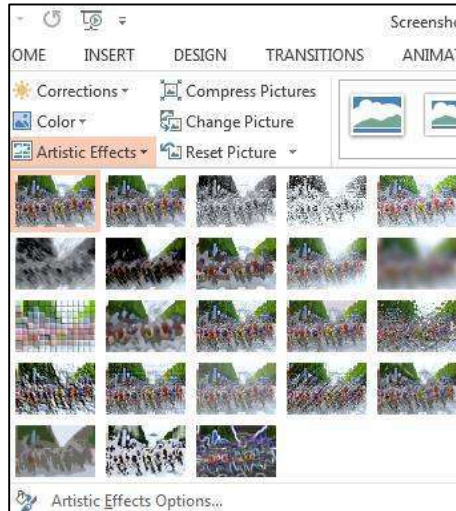 Screensho
OME INSERT DESIGN TRANSITIONS ANIMAT
Corrections Compress Pictures
Color Change Picture
Artistic Effects Reset Picture
Artistic Effects Options...